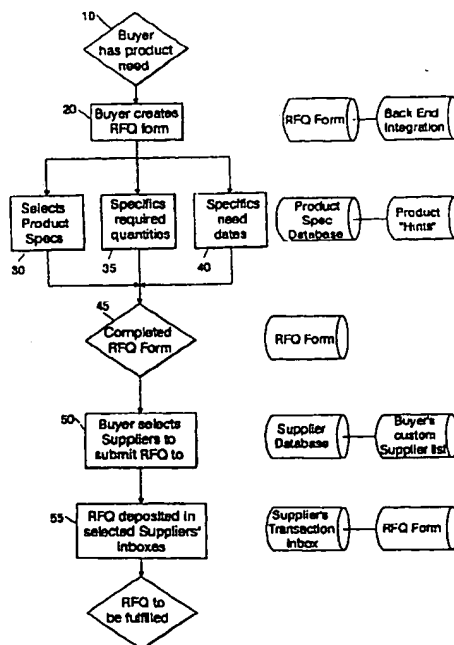 10
Buyer
has product
need
20
Buyer creates
RFQ form
RFQ Form
Back End
Integration
Selects
Product
Specs
Specifics
required
quantities
Specifics
need
dates
30
35
40
Product
Spec
Database
Product
"Hints"
45
Completed
RFQ Form
RFQ Form
50
Buyer selects
Suppliers to
submit RFQ to
Supplier
Database
Buyer's
custom
Supplier list
55
RFQ deposited in
selected Suppliers'
Inboxes
Supplier's
Transaction
Inbox
RFQ Form
RFQ to
be fulfilled